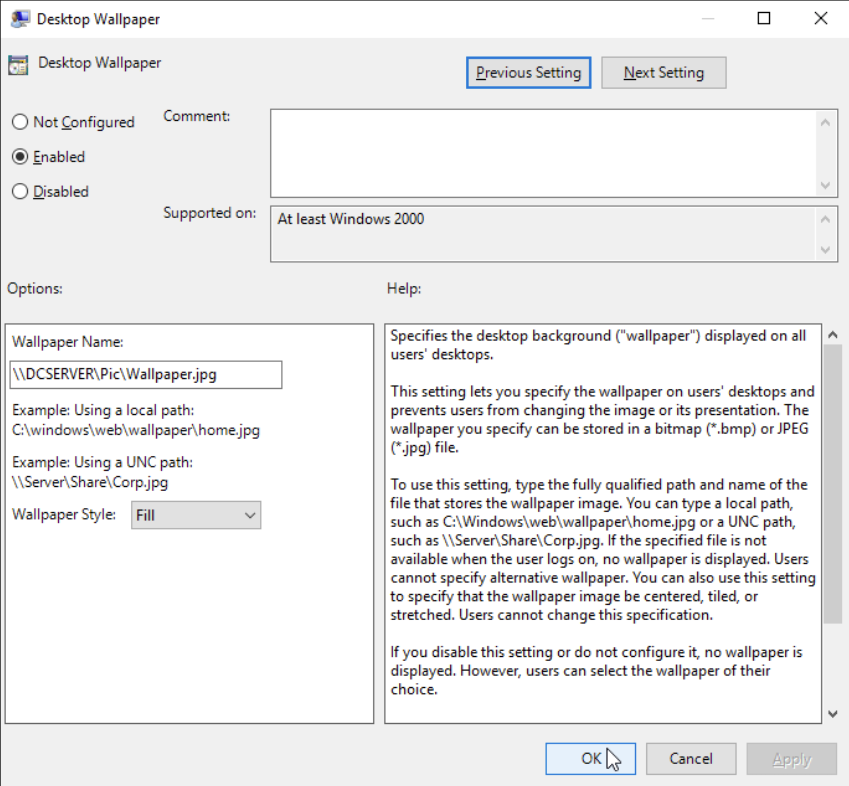 Desktop Wallpaper
Desktop Wallpaper
Previous Setting
Next Setting
Not Configured
Comment:
Enabled
Disabled
Supported on:
At least Windows 2000
Options:
Help:
Wallpaper Name:
\\DCSERVER\Pic\Wallpaper.jpg
Example: Using a local path:
C:\windows\web\wallpaper\home.jpg
Example: Using a UNC path:
\\Server\Share\Corp.jpg
Wallpaper Style:
Fill
Specifies the desktop background ("wallpaper") displayed on all
users' desktops.
This setting lets you specify the wallpaper on users' desktops and
prevents users from changing the image or its presentation. The
wallpaper you specify can be stored in a bitmap (*.bmp) or JPEG
(*.jpg) file.
To use this setting, type the fully qualified path and name of the
file that stores the wallpaper image. You can type a local path,
such as C:\Windows\web\wallpaper\home.jpg or a UNC path,
such as \\Server\Share\Corp.jpg. If the specified file is not
available when the user logs on, no wallpaper is displayed. Users
cannot specify alternative wallpaper. You can also use this setting
to specify that the wallpaper image be centered, tiled, or
stretched. Users cannot change this specification.
If you disable this setting or do not configure it, no wallpaper is
displayed. However, users can select the wallpaper of their
choice.
OK
Cancel
Apply